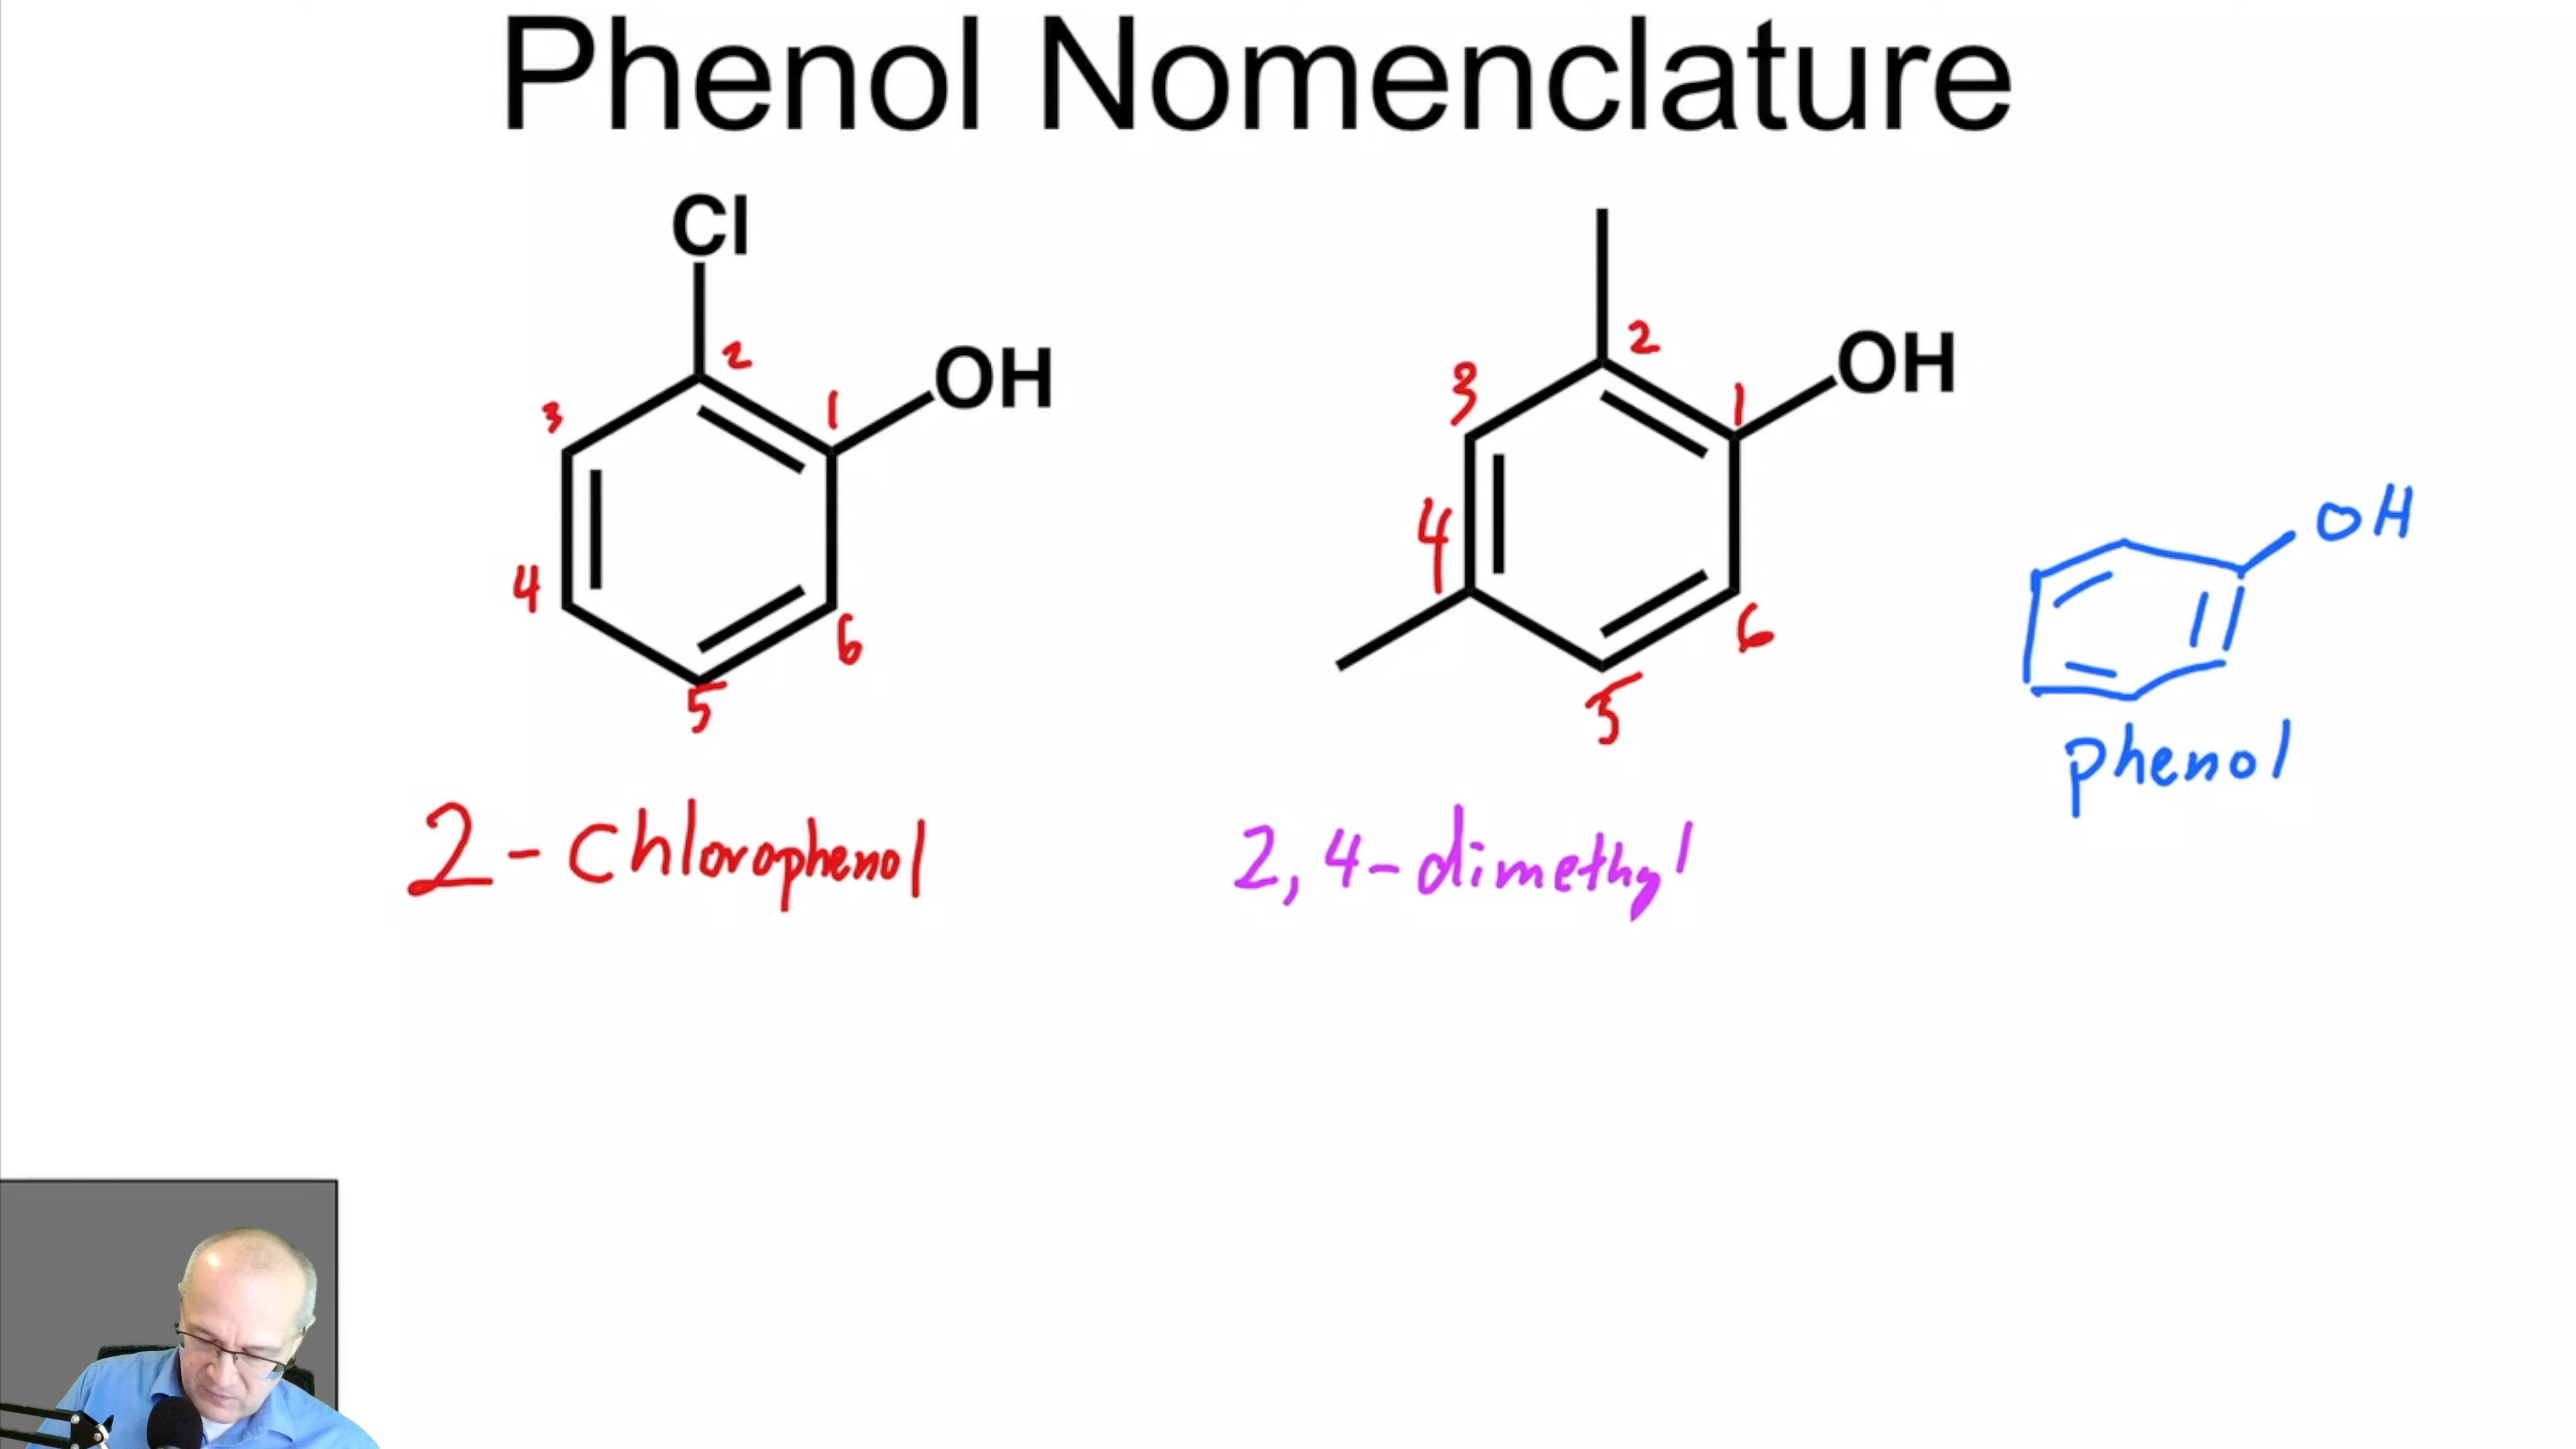 Phenol Nomenclature
Cl
2
1
OH
3
4
5
6
2-chlorophenol
2
1
OH
3
4
5
6
2,4-dimethyl
OH
phenol